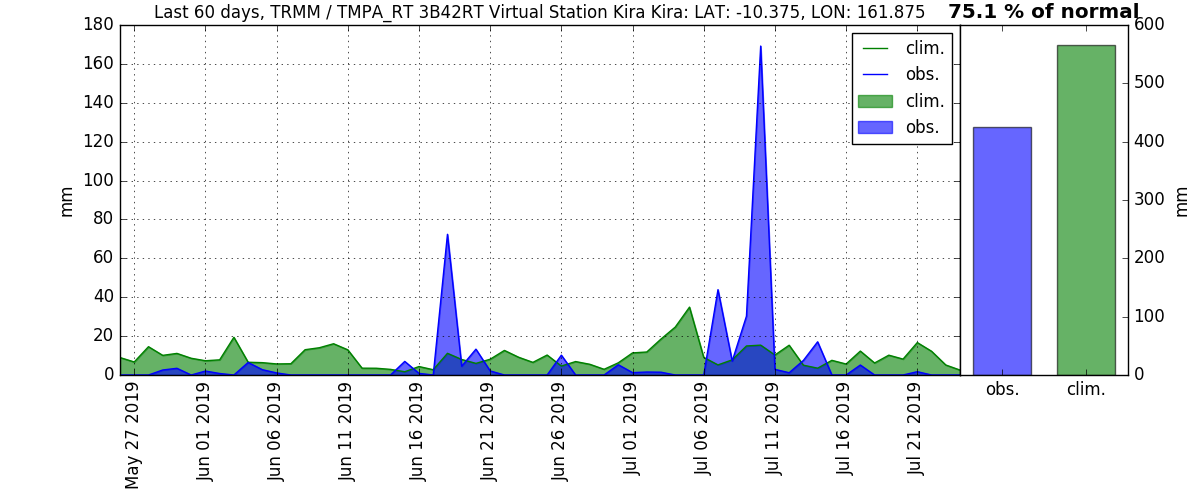 Last 60 days, TRMM / TMPA_RT 3B42RT Virtual Station Kira Kira: LAT: -10.375, LON: 161.875
75.1 % of normal
180
160
140
120
100
80
60
40
20
0
mm
clim.
obs.
clim.
obs.
May 27 2019
Jun 01 2019
Jun 06 2019
Jun 11 2019
Jun 16 2019
Jun 21 2019
Jun 26 2019
Jul 01 2019
Jul 06 2019
Jul 11 2019
Jul 16 2019
Jul 21 2019
600
500
400
300
200
100
0
mm
obs.
clim.